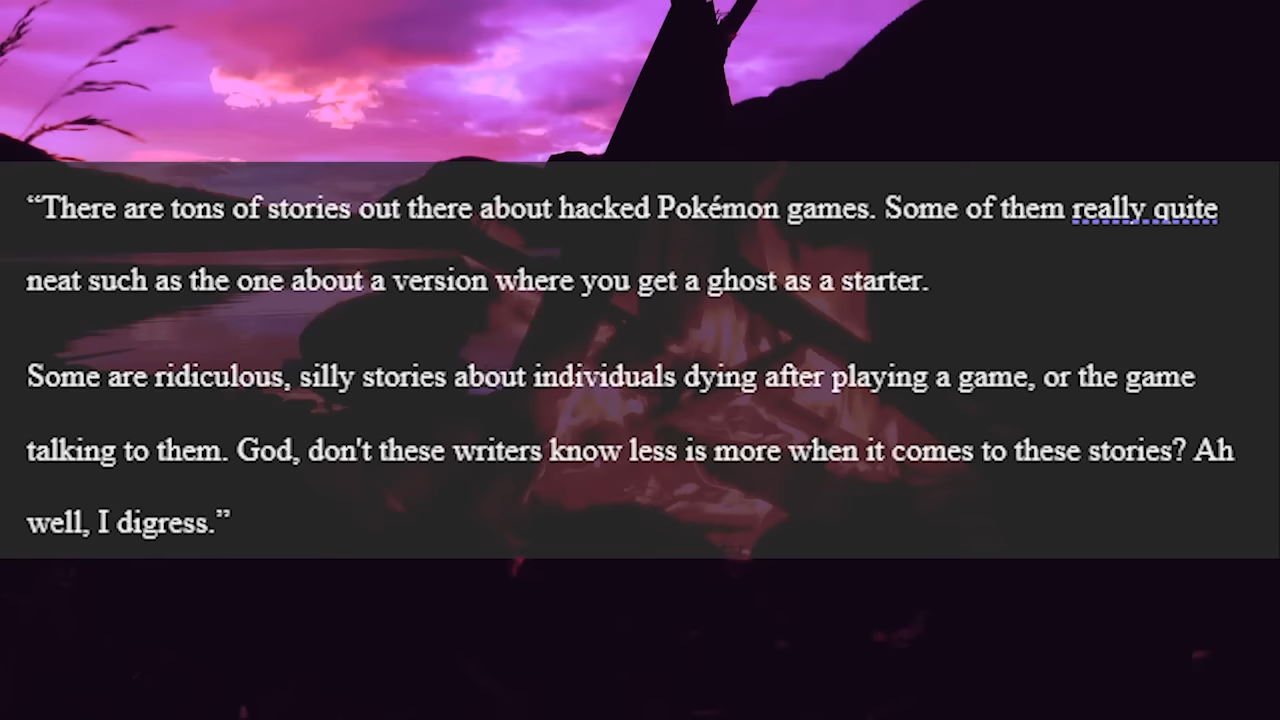 “There are tons of stories out there about hacked Pokémon games. Some of them really quite
neat such as the one about a version where you get a ghost as a starter.
Some are ridiculous, silly stories about individuals dying after playing a game, or the game
talking to them. God, don't these writers know less is more when it comes to these stories? Ah
well, I digress.”